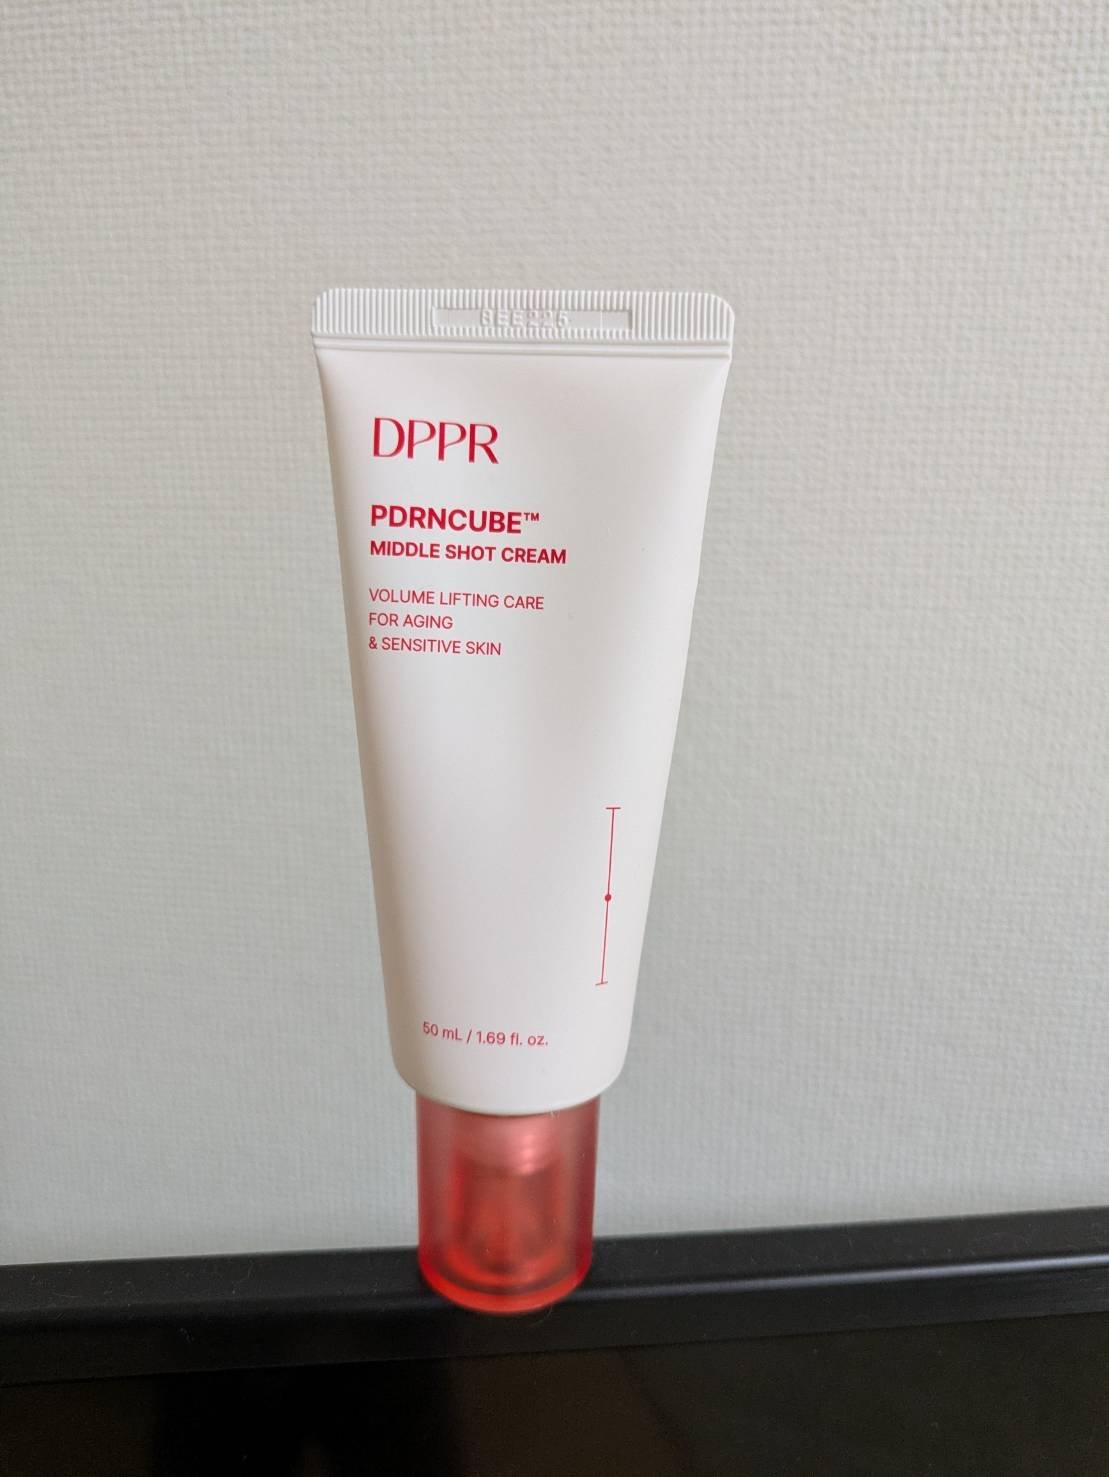 DPPR
PDRNCUBE™
MIDDLE SHOT CREAM
VOLUME LIFTING CARE
FOR AGING
& SENSITIVE SKIN
50 mL / 1.69 fl. oz.